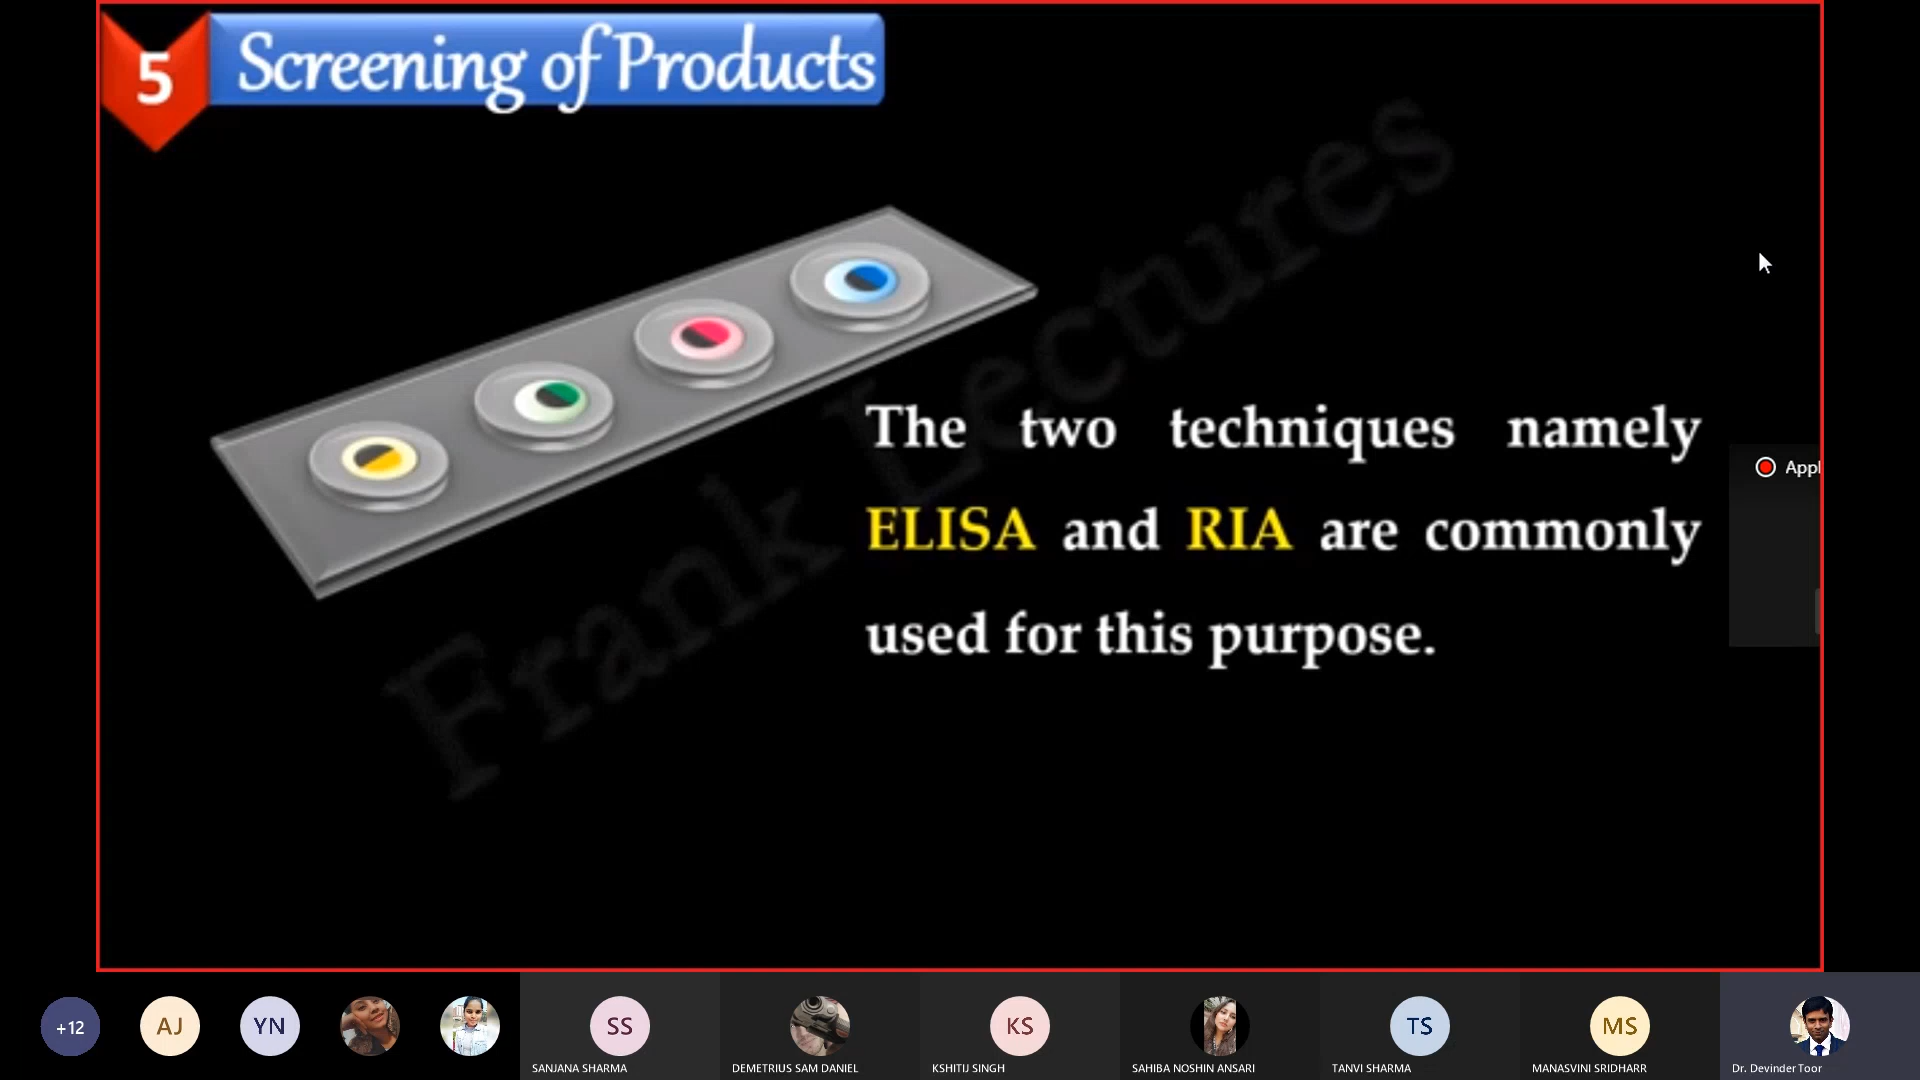 5
Screening of Products
The two techniques namely
ELISA and RIA are commonly
used for this purpose.
Frank Lectures
Appl
+12
AJ
YN
SS
KS
TS
MS
SANJANA SHARMA
DEMETRIUS SAM DANIEL
KSHITIJ SINGH
SAHIBA NOSHIN ANSARI
TANVI SHARMA
MANASVINI SRIDHARR
Dr. Devinder Toor